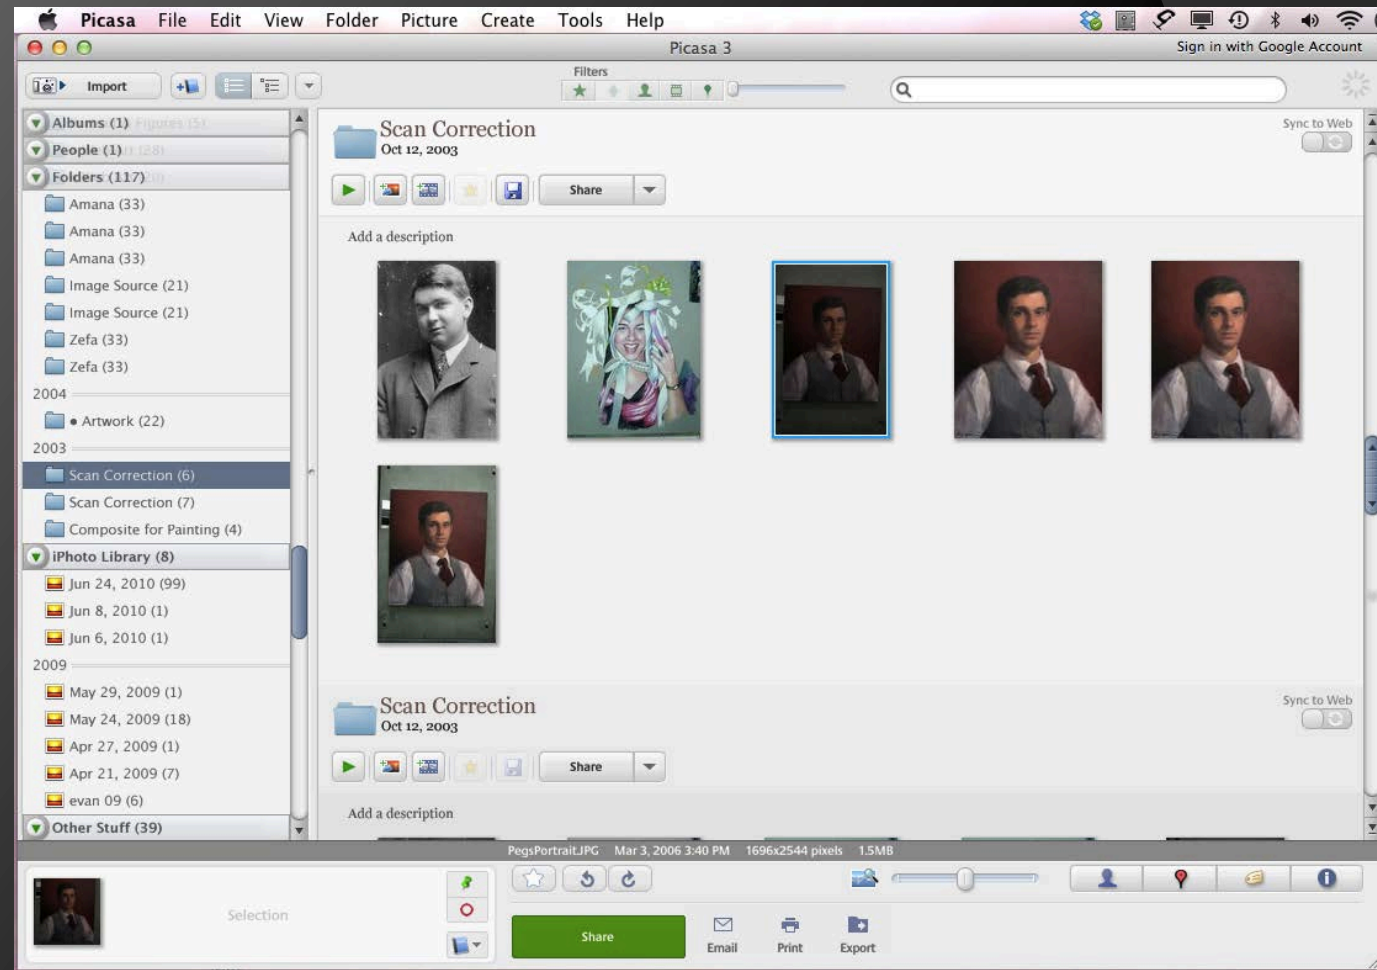 Picasa File Edit View Folder Picture Create Tools Help
Picasa 3
Sign in with Google Account
Import
Filters
Albums (1)
People (1)
Folders (117)
Amana (33)
Amana (33)
Amana (33)
Image Source (21)
Image Source (21)
Zefa (33)
Zefa (33)
2004
• Artwork (22)
2003
Scan Correction (6)
Scan Correction (7)
Composite for Painting (4)
iPhoto Library (8)
Jun 24, 2010 (99)
Jun 8, 2010 (1)
Jun 6, 2010 (1)
2009
May 29, 2009 (1)
May 24, 2009 (18)
Apr 27, 2009 (1)
Apr 21, 2009 (7)
evan 09 (6)
Other Stuff (39)
Scan Correction
Oct 12, 2003
Sync to Web
Share
Add a description
Scan Correction
Oct 12, 2003
Sync to Web
Share
Add a description
PegsPortrait.JPG Mar 3, 2006 3:40 PM 1696x2544 pixels 1.5MB
Selection
Share
Email
Print
Export